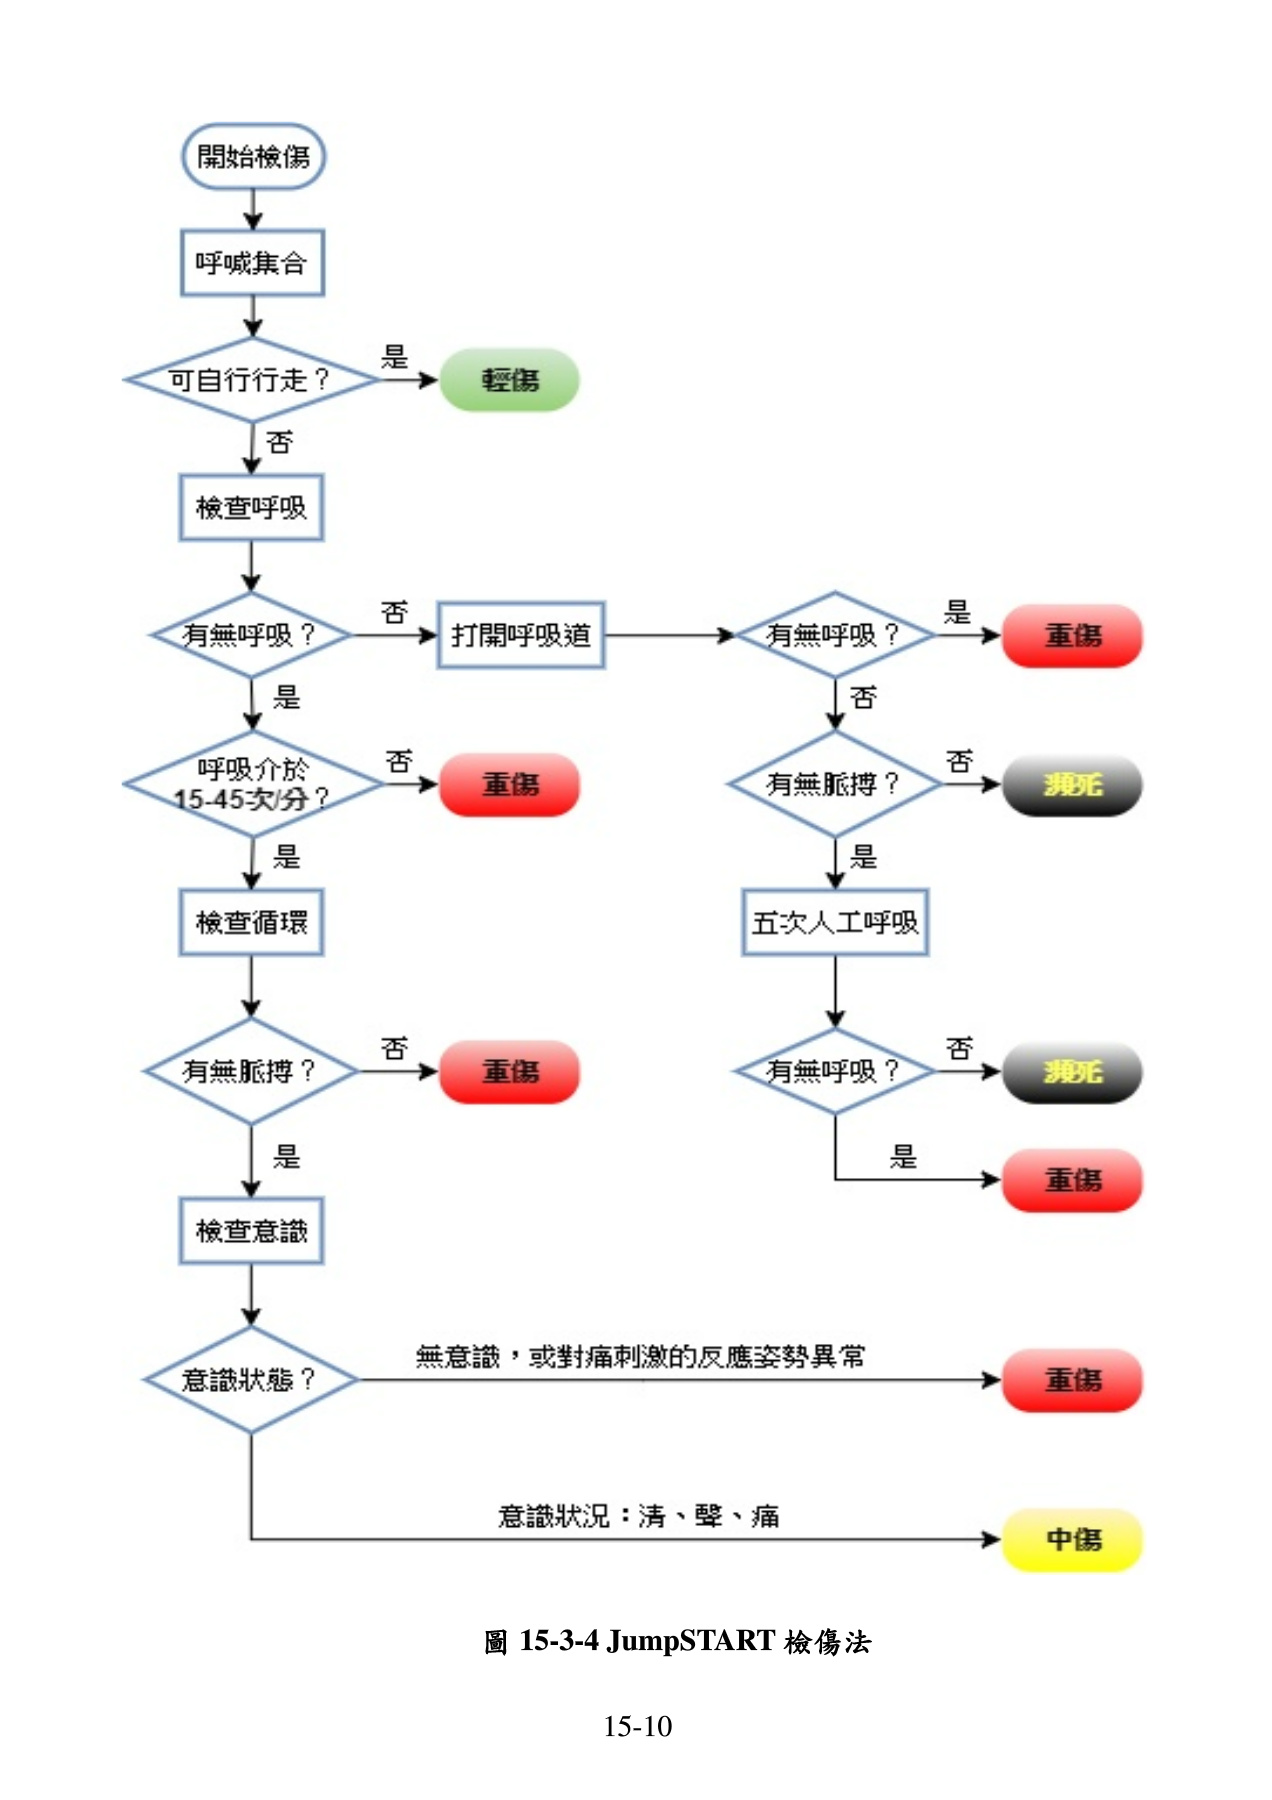 開始檢傷
呼喊集合
可自行行走？
是
輕傷
否
檢查呼吸
有無呼吸？
否
打開呼吸道
有無呼吸？
是
重傷
是
否
呼吸介於
15-45次/分？
否
重傷
有無脈搏？
否
瀕死
是
是
檢查循環
五次人工呼吸
有無脈搏？
否
重傷
有無呼吸？
否
瀕死
是
是
重傷
檢查意識
意識狀態？
無意識，或對痛刺激的反應姿勢異常
重傷
意識狀況：清、聲、痛
中傷
圖 15-3-4 JumpSTART 檢傷法
15-10